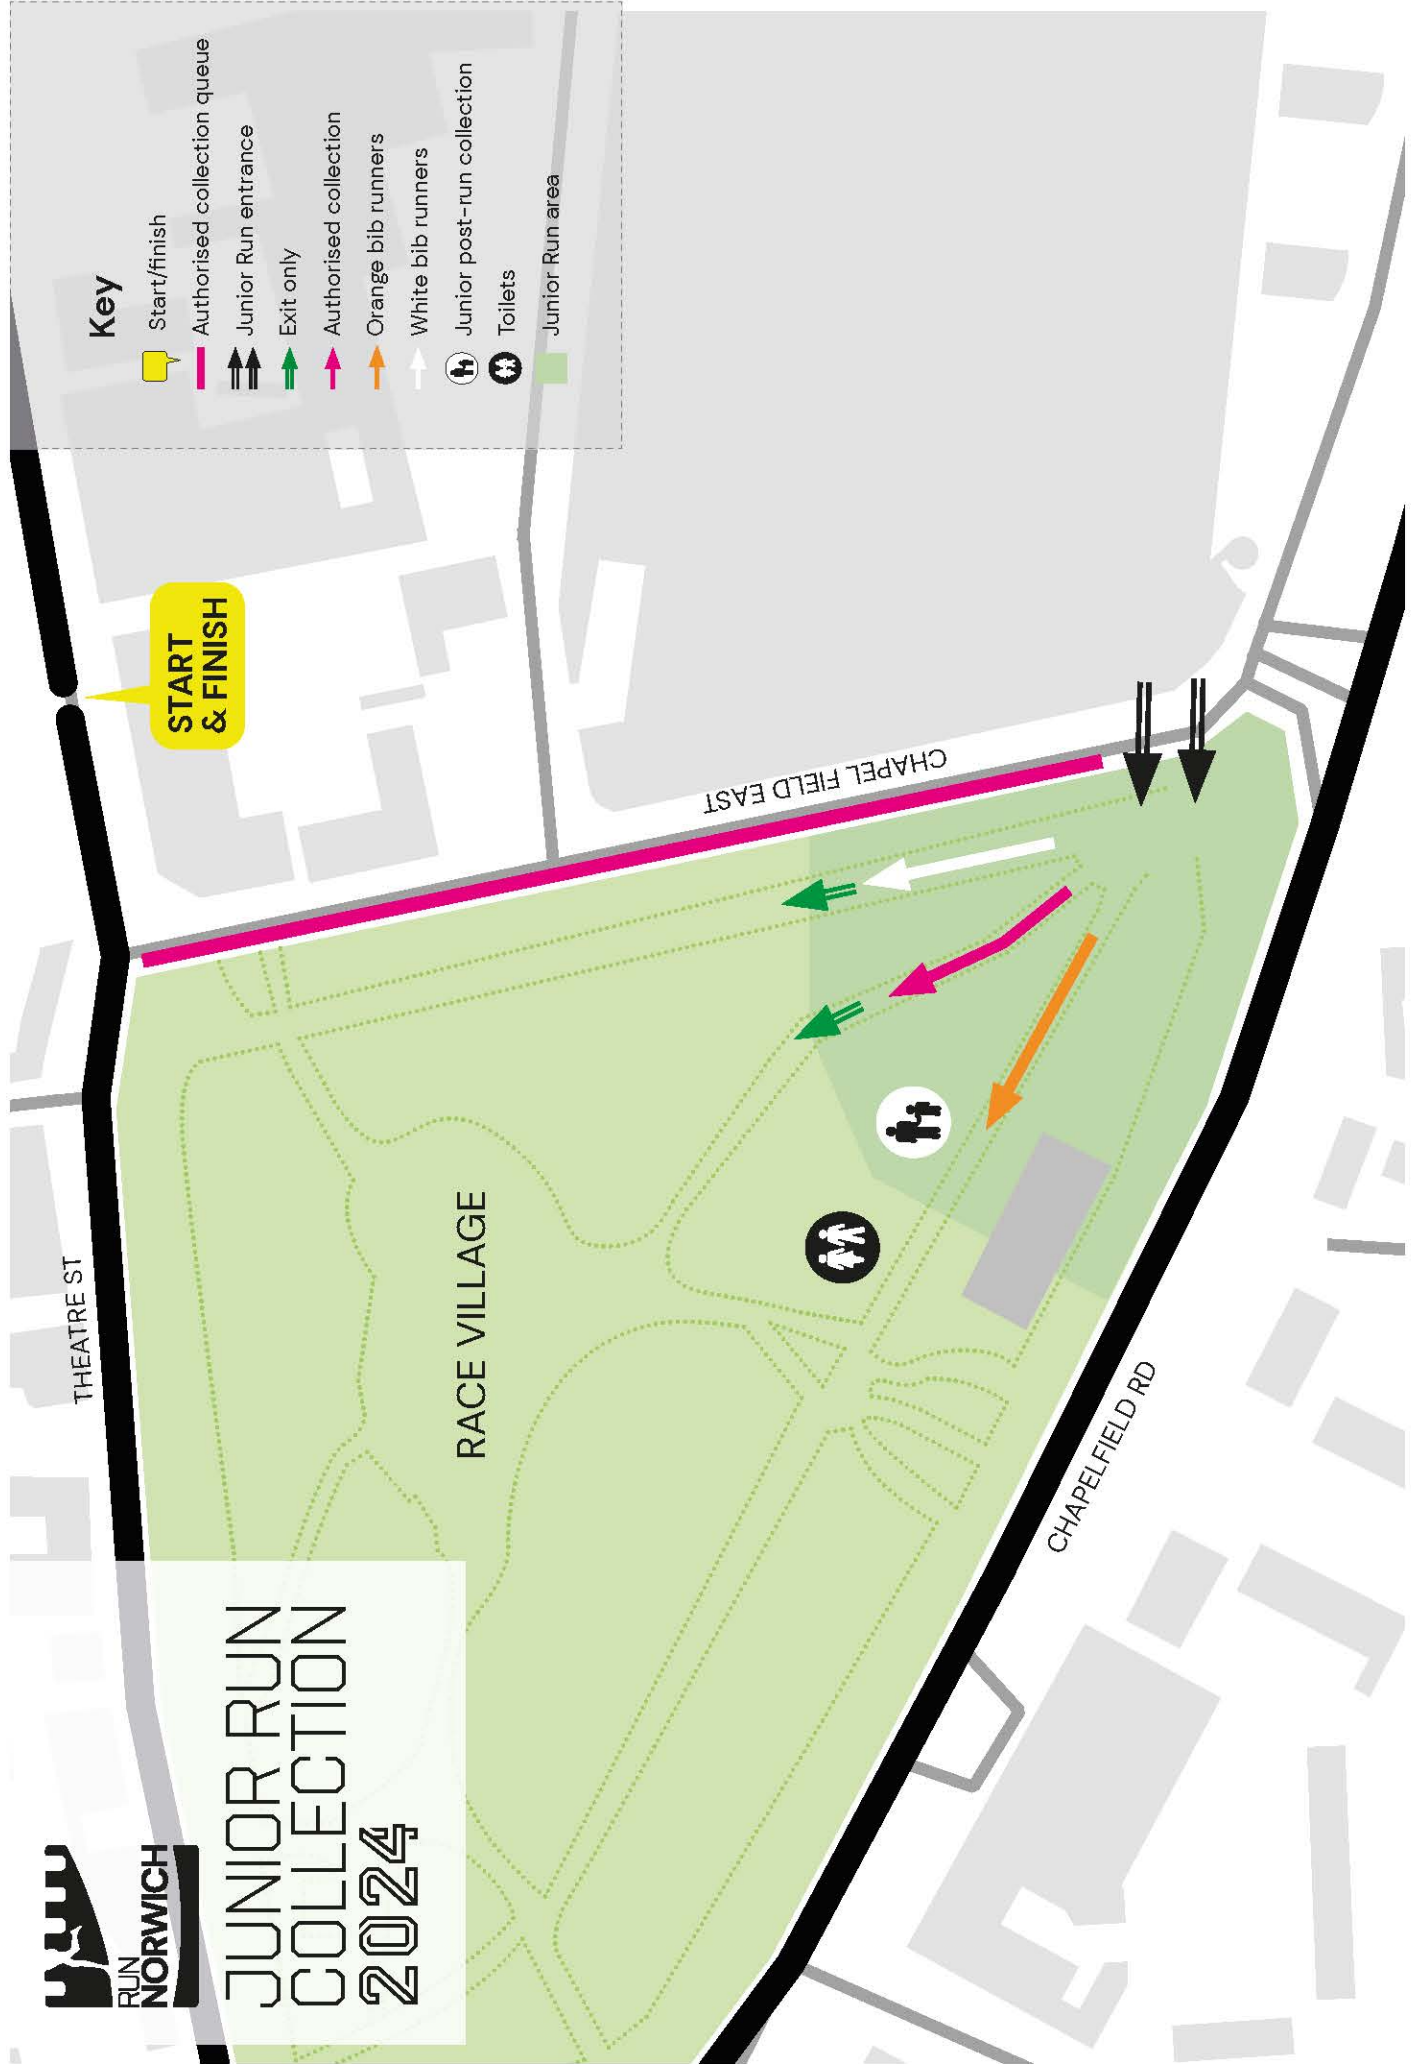 RUN
NORWICH
JUNIOR RUN
COLLECTION
2024
THEATRE ST
RACE VILLAGE
CHAPELFIELD RD
START
& FINISH
CHAPEL FIELD EAST
Key
Start/finish
Authorised collection queue
Junior Run entrance
Exit only
Authorised collection
Orange bib runners
White bib runners
Junior post-run collection
Toilets
Junior Run area